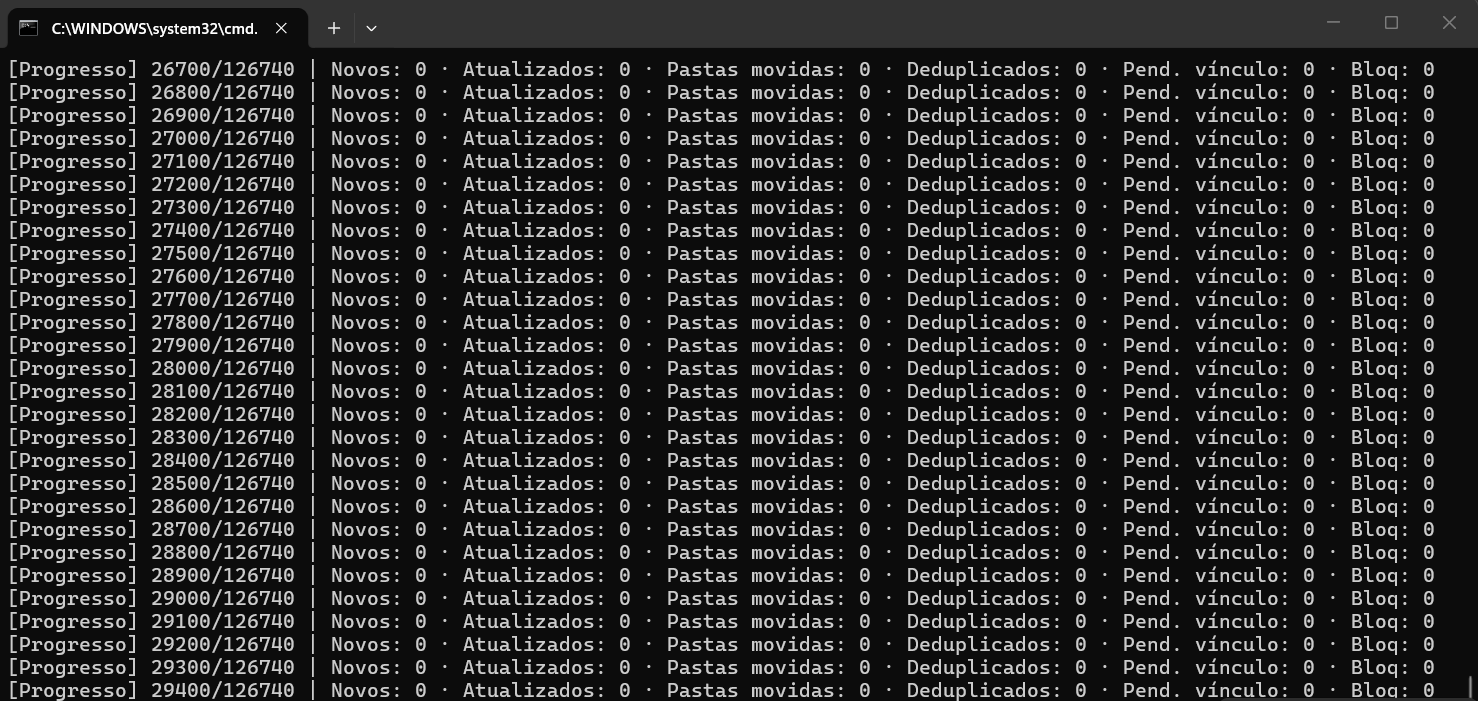 C:\WINDOWS\system32\cmd.
[Progresso] 26700/126740 | Novos: 0 · Atualizados: 0 · Pastas movidas: 0 · Deduplicados: 0 · Pend. vínculo: 0 · Bloq: 0
[Progresso] 26800/126740 | Novos: 0 · Atualizados: 0 · Pastas movidas: 0 · Deduplicados: 0 · Pend. vínculo: 0 · Bloq: 0
[Progresso] 26900/126740 | Novos: 0 · Atualizados: 0 · Pastas movidas: 0 · Deduplicados: 0 · Pend. vínculo: 0 · Bloq: 0
[Progresso] 27000/126740 | Novos: 0 · Atualizados: 0 · Pastas movidas: 0 · Deduplicados: 0 · Pend. vínculo: 0 · Bloq: 0
[Progresso] 27100/126740 | Novos: 0 · Atualizados: 0 · Pastas movidas: 0 · Deduplicados: 0 · Pend. vínculo: 0 · Bloq: 0
[Progresso] 27200/126740 | Novos: 0 · Atualizados: 0 · Pastas movidas: 0 · Deduplicados: 0 · Pend. vínculo: 0 · Bloq: 0
[Progresso] 27300/126740 | Novos: 0 · Atualizados: 0 · Pastas movidas: 0 · Deduplicados: 0 · Pend. vínculo: 0 · Bloq: 0
[Progresso] 27400/126740 | Novos: 0 · Atualizados: 0 · Pastas movidas: 0 · Deduplicados: 0 · Pend. vínculo: 0 · Bloq: 0
[Progresso] 27500/126740 | Novos: 0 · Atualizados: 0 · Pastas movidas: 0 · Deduplicados: 0 · Pend. vínculo: 0 · Bloq: 0
[Progresso] 27600/126740 | Novos: 0 · Atualizados: 0 · Pastas movidas: 0 · Deduplicados: 0 · Pend. vínculo: 0 · Bloq: 0
[Progresso] 27700/126740 | Novos: 0 · Atualizados: 0 · Pastas movidas: 0 · Deduplicados: 0 · Pend. vínculo: 0 · Bloq: 0
[Progresso] 27800/126740 | Novos: 0 · Atualizados: 0 · Pastas movidas: 0 · Deduplicados: 0 · Pend. vínculo: 0 · Bloq: 0
[Progresso] 27900/126740 | Novos: 0 · Atualizados: 0 · Pastas movidas: 0 · Deduplicados: 0 · Pend. vínculo: 0 · Bloq: 0
[Progresso] 28000/126740 | Novos: 0 · Atualizados: 0 · Pastas movidas: 0 · Deduplicados: 0 · Pend. vínculo: 0 · Bloq: 0
[Progresso] 28100/126740 | Novos: 0 · Atualizados: 0 · Pastas movidas: 0 · Deduplicados: 0 · Pend. vínculo: 0 · Bloq: 0
[Progresso] 28200/126740 | Novos: 0 · Atualizados: 0 · Pastas movidas: 0 · Deduplicados: 0 · Pend. vínculo: 0 · Bloq: 0
[Progresso] 28300/126740 | Novos: 0 · Atualizados: 0 · Pastas movidas: 0 · Deduplicados: 0 · Pend. vínculo: 0 · Bloq: 0
[Progresso] 28400/126740 | Novos: 0 · Atualizados: 0 · Pastas movidas: 0 · Deduplicados: 0 · Pend. vínculo: 0 · Bloq: 0
[Progresso] 28500/126740 | Novos: 0 · Atualizados: 0 · Pastas movidas: 0 · Deduplicados: 0 · Pend. vínculo: 0 · Bloq: 0
[Progresso] 28600/126740 | Novos: 0 · Atualizados: 0 · Pastas movidas: 0 · Deduplicados: 0 · Pend. vínculo: 0 · Bloq: 0
[Progresso] 28700/126740 | Novos: 0 · Atualizados: 0 · Pastas movidas: 0 · Deduplicados: 0 · Pend. vínculo: 0 · Bloq: 0
[Progresso] 28800/126740 | Novos: 0 · Atualizados: 0 · Pastas movidas: 0 · Deduplicados: 0 · Pend. vínculo: 0 · Bloq: 0
[Progresso] 28900/126740 | Novos: 0 · Atualizados: 0 · Pastas movidas: 0 · Deduplicados: 0 · Pend. vínculo: 0 · Bloq: 0
[Progresso] 29000/126740 | Novos: 0 · Atualizados: 0 · Pastas movidas: 0 · Deduplicados: 0 · Pend. vínculo: 0 · Bloq: 0
[Progresso] 29100/126740 | Novos: 0 · Atualizados: 0 · Pastas movidas: 0 · Deduplicados: 0 · Pend. vínculo: 0 · Bloq: 0
[Progresso] 29200/126740 | Novos: 0 · Atualizados: 0 · Pastas movidas: 0 · Deduplicados: 0 · Pend. vínculo: 0 · Bloq: 0
[Progresso] 29300/126740 | Novos: 0 · Atualizados: 0 · Pastas movidas: 0 · Deduplicados: 0 · Pend. vínculo: 0 · Bloq: 0
[Progresso] 29400/126740 | Novos: 0 · Atualizados: 0 · Pastas movidas: 0 · Deduplicados: 0 · Pend. vínculo: 0 · Bloq: 0